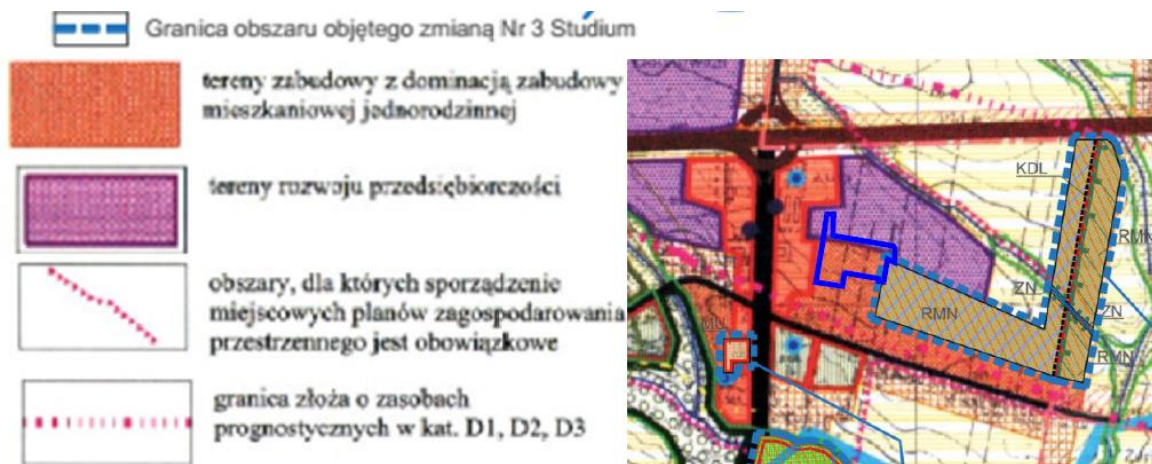 Granica obszaru objętego zmianą Nr 3 Studium
tereny zabudowy z dominacją zabudowy
mieszkaniowej jednorodzinnej
tereny rozwoju przedsiębiorczości
obszary, dla których sporządzenie
miejscowych planów zagospodarowania
przestrzennego jest obowiązkowe
granica złoża o zasobach
prognostycznych w kat. D1, D2, D3
KDL
RMN
ZN
ZN
RMN
RMN
MU